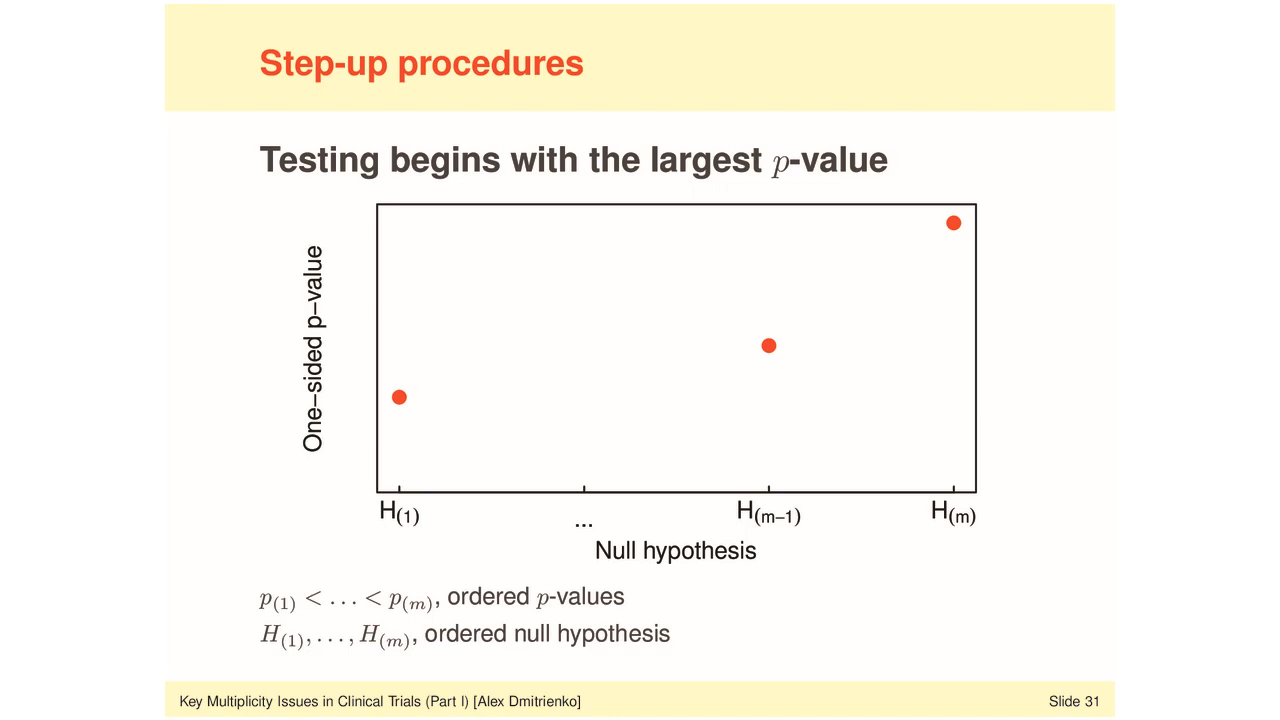 Step-up procedures
Testing begins with the largest p-value
One−sided p−value
H(1)
...
H(m−1)
H(m)
Null hypothesis
p(1) < . . . < p(m), ordered p-values
H(1), . . . , H(m), ordered null hypothesis
Key Multiplicity Issues in Clinical Trials (Part I) [Alex Dmitrienko]
Slide 31